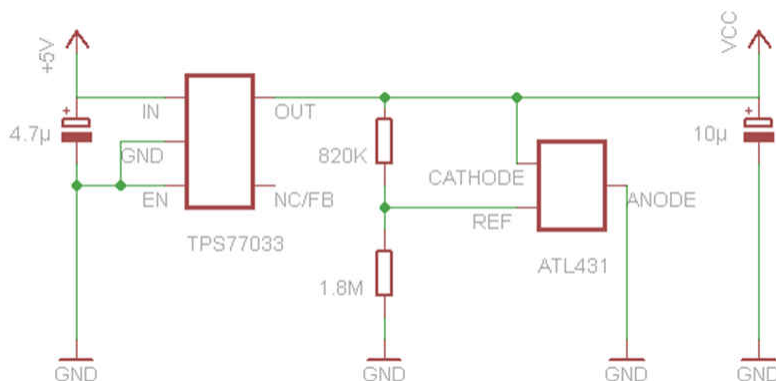 +5V
VCC
IN
OUT
4.7µ
820K
10µ
GND
CATHODE
ANODE
EN
NC/FB
REF
TPS77033
ATL431
1.8M
GND
GND
GND
GND